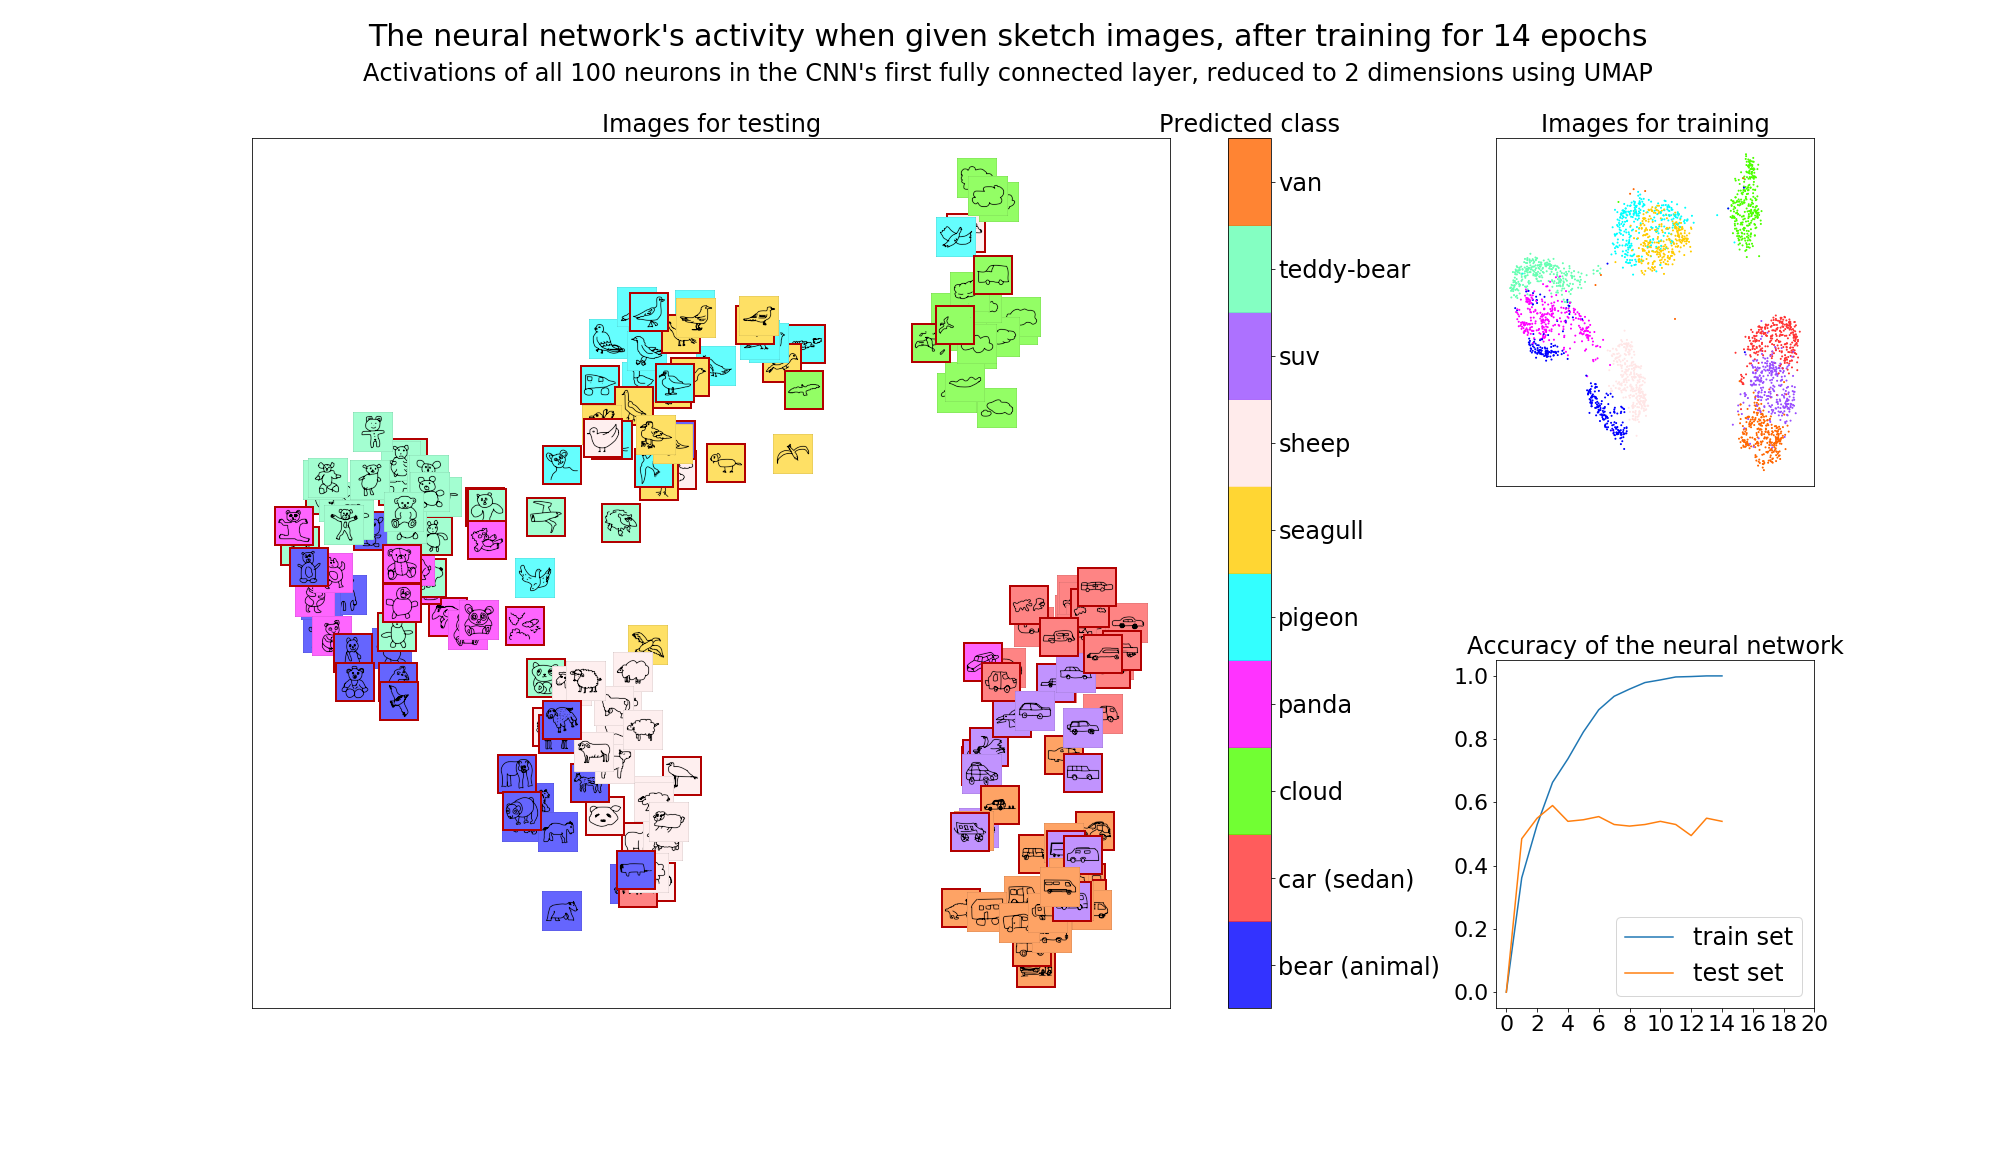 The neural network's activity when given sketch images, after training for 14 epochs
Activations of all 100 neurons in the CNN's first fully connected layer, reduced to 2 dimensions using UMAP
Images for testing
Predicted class
van
teddy-bear
suv
sheep
seagull
pigeon
panda
cloud
car (sedan)
bear (animal)
Images for training
Accuracy of the neural network
1.0
0.8
0.6
0.4
0.2
0.0
train set
test set
0 2 4 6 8 10 12 14 16 18 20